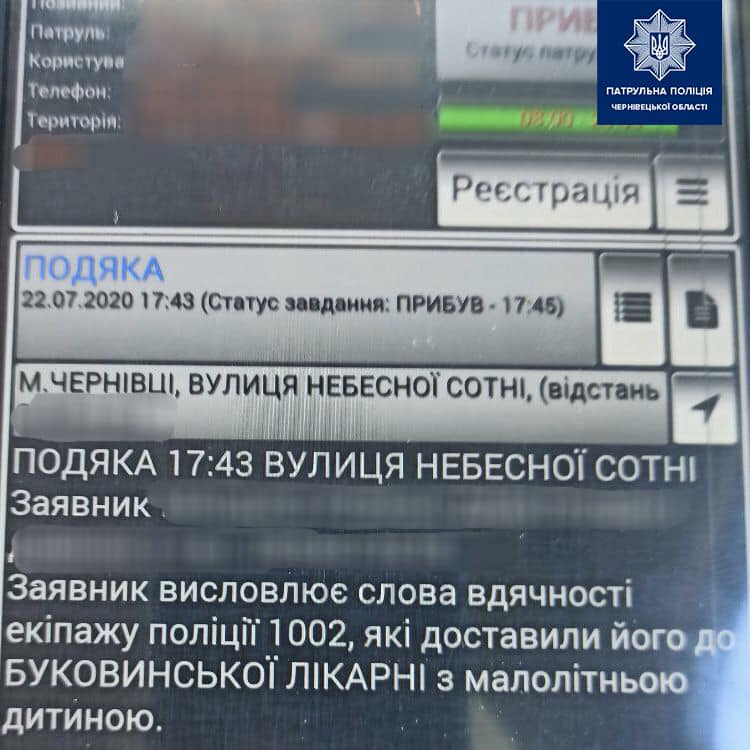 Позивний:
Патруль:
Користува
Телефон:
Територія:
ПРИБ
Статус патру
ПАТРУЛЬНА ПОЛІЦІЯ
ЧЕРНІВЕЦЬКОЇ ОБЛАСТІ
Реєстрація
ПОДЯКА
22.07.2020 17:43 (Статус завдання: ПРИБУВ - 17:45)
М.ЧЕРНІВЦІ, ВУЛИЦЯ НЕБЕСНОЇ СОТНІ, (відстань
ПОДЯКА 17:43 ВУЛИЦЯ НЕБЕСНОЇ СОТНІ
Заявник
Заявник висловлює слова вдячності
екіпажу поліції 1002, які доставили його до
БУКОВИНСЬКОЇ ЛІКАРНІ з малолітньою
дитиною.